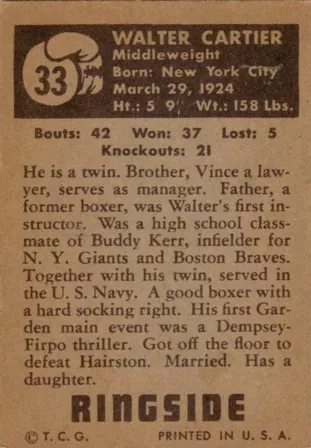 33
WALTER CARTIER
Middleweight
Born: New York City
March 29, 1924
Ht.: 5 9" Wt.: 158 Lbs.
Bouts: 42 Won: 37 Lost: 5
Knockouts: 21
He is a twin. Brother, Vince a law-
yer, serves as manager. Father, a
former boxer, was Walter's first in-
structor. Was a high school class-
mate of Buddy Kerr, infielder for
N. Y. Giants and Boston Braves.
Together with his twin, served in
the U. S. Navy. A good boxer with
a hard socking right. His first Gar-
den main event was a Dempsey-
Firpo thriller. Got off the floor to
defeat Hairston. Married. Has a
daughter.
RINGSIDE
© T. C. G. PRINTED IN U. S. A.